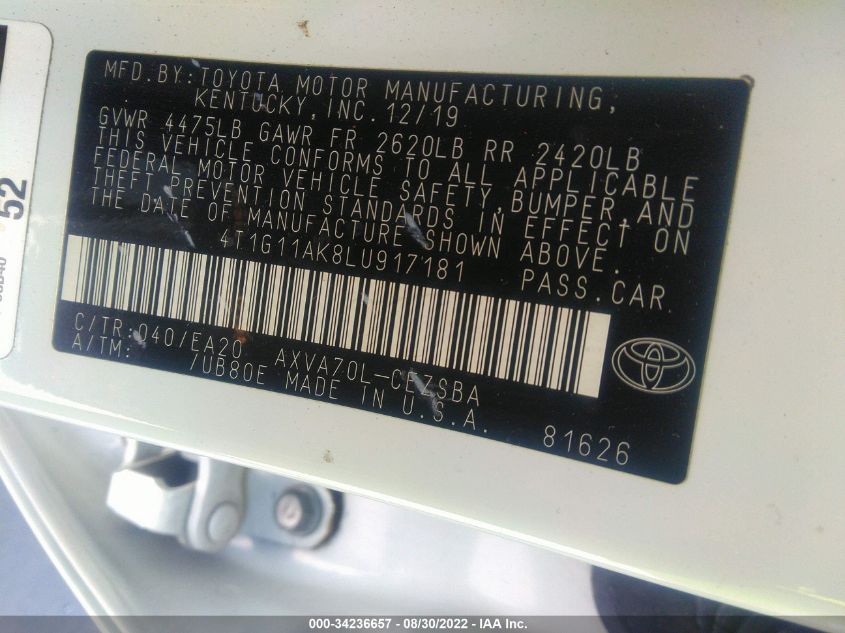 MFD.BY:TOYOTA MOTOR MANUFACTURING,
KENTUCKY,INC. 12/19
GVWR 4475LB GAWR FR 2620LB RR 2420LB
THIS VEHICLE CONFORMS TO ALL APPLICABLE
FEDERAL MOTOR VEHICLE SAFETY,BUMPER,AND
THEFT PREVENTION STANDARDS IN EFFECT ON
THE DATE OF MANUFACTURE SHOWN ABOVE.
4T1G11AK8LU917181 PASS.CAR
C/TR:040/EA20 AXVA70L-CEZSBA
A/TM: /UB80E MADE IN U.S.A.
81626
52
000-34236657 - 08/30/2022 - IAA Inc.